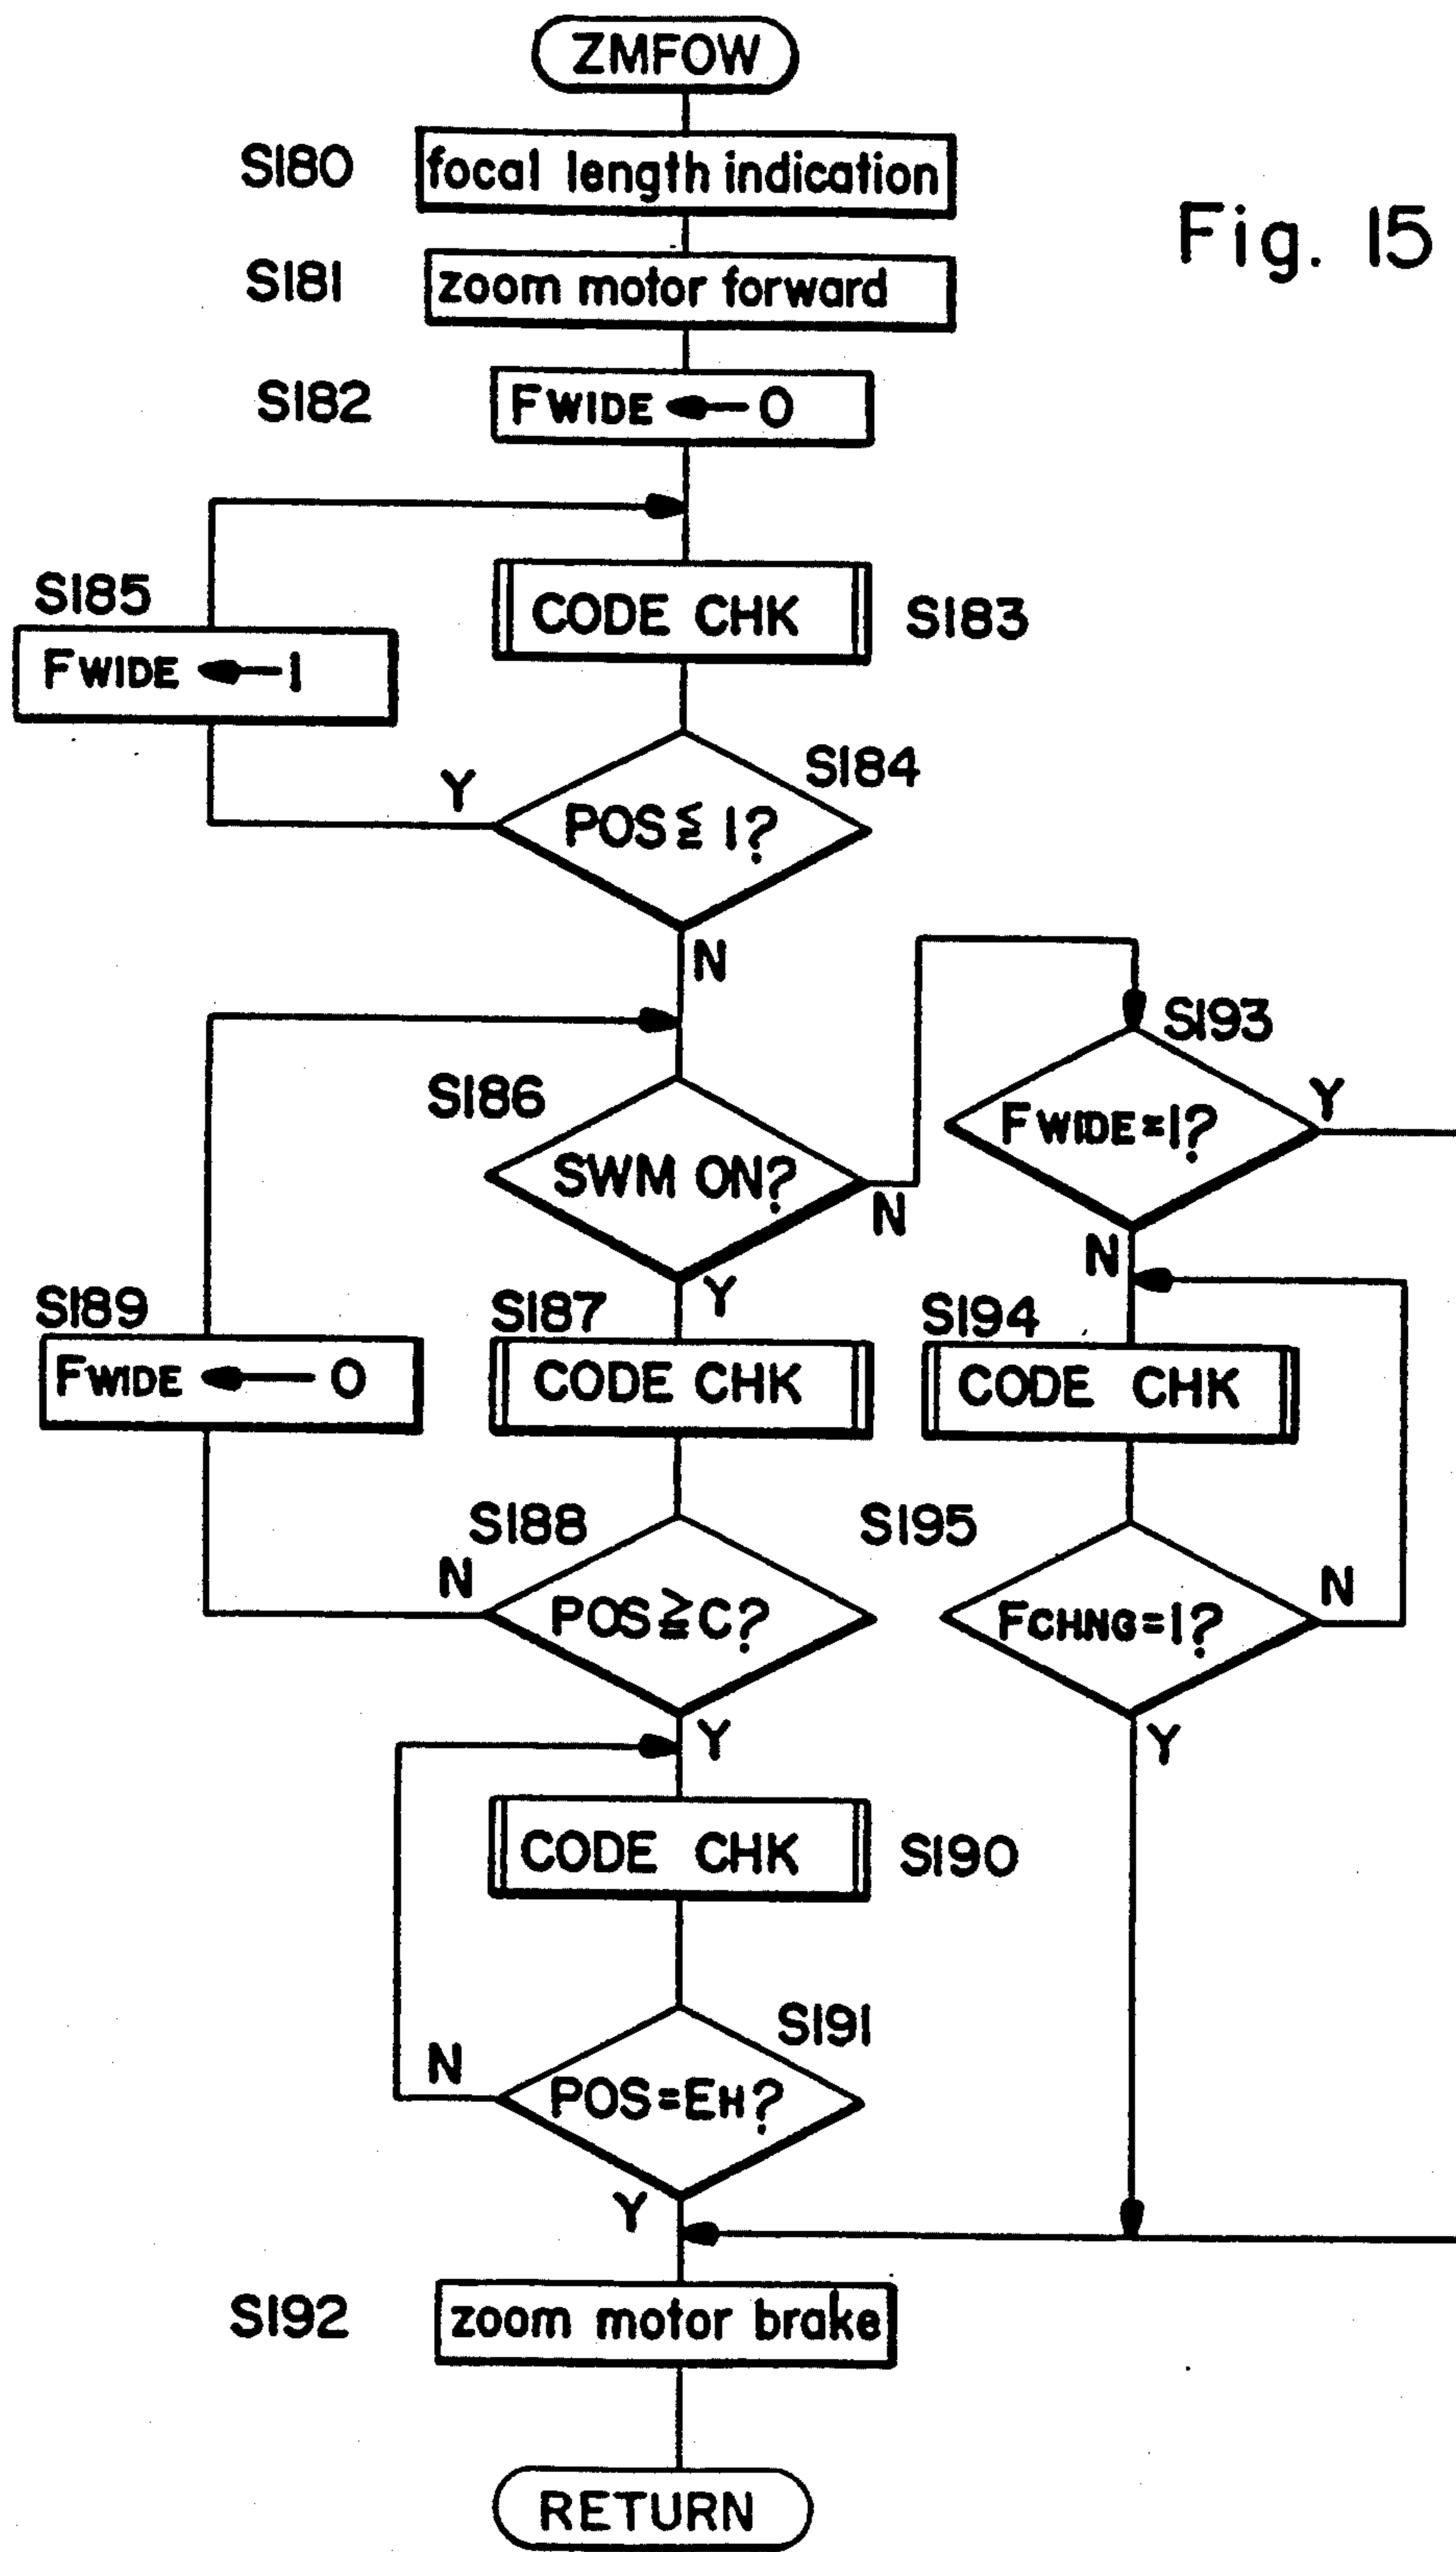 ZMFOW
S180
focal length indication
Fig. 15
S181
zoom motor forward
S182
FWIDE ← 0
S185
FWIDE ← 1
CODE CHK
S183
S184
Y
POS ≦ 1?
N
S193
S186
FWIDE=1?
Y
SWM ON?
N
N
Y
S189
FWIDE ← 0
S187
CODE CHK
S194
CODE CHK
S188
S195
N
POS ≧ C?
FCHNG=1?
N
Y
Y
CODE CHK
S190
S191
N
POS=EH?
Y
S192
zoom motor brake
RETURN